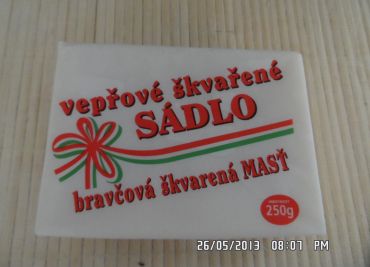 vepřové škvařené
SÁDLO
bravčová škvarená MASŤ
250g
26/05/2013 08:07 PM